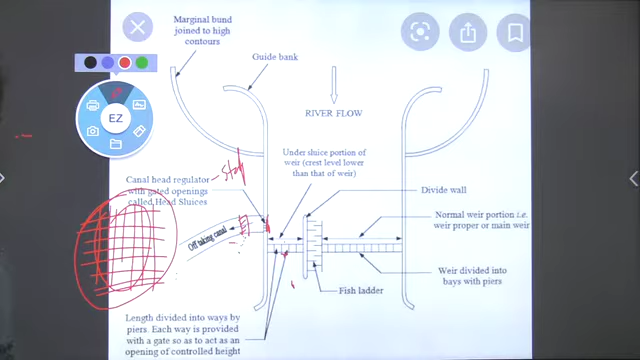 Marginal bund
joined to high
contours
Guide bank
EZ
RIVER FLOW
Under sluice portion of
weir (crest level lower
than that of weir)
Canal head regulator
with gated openings
called Head Sluices
Divide wall
Normal weir portion i.e.
weir proper or main weir
Off taking canal
Weir divided into
bays with piers
Fish ladder
Length divided into ways by
piers. Each way is provided
with a gate so as to act as an
opening of controlled height